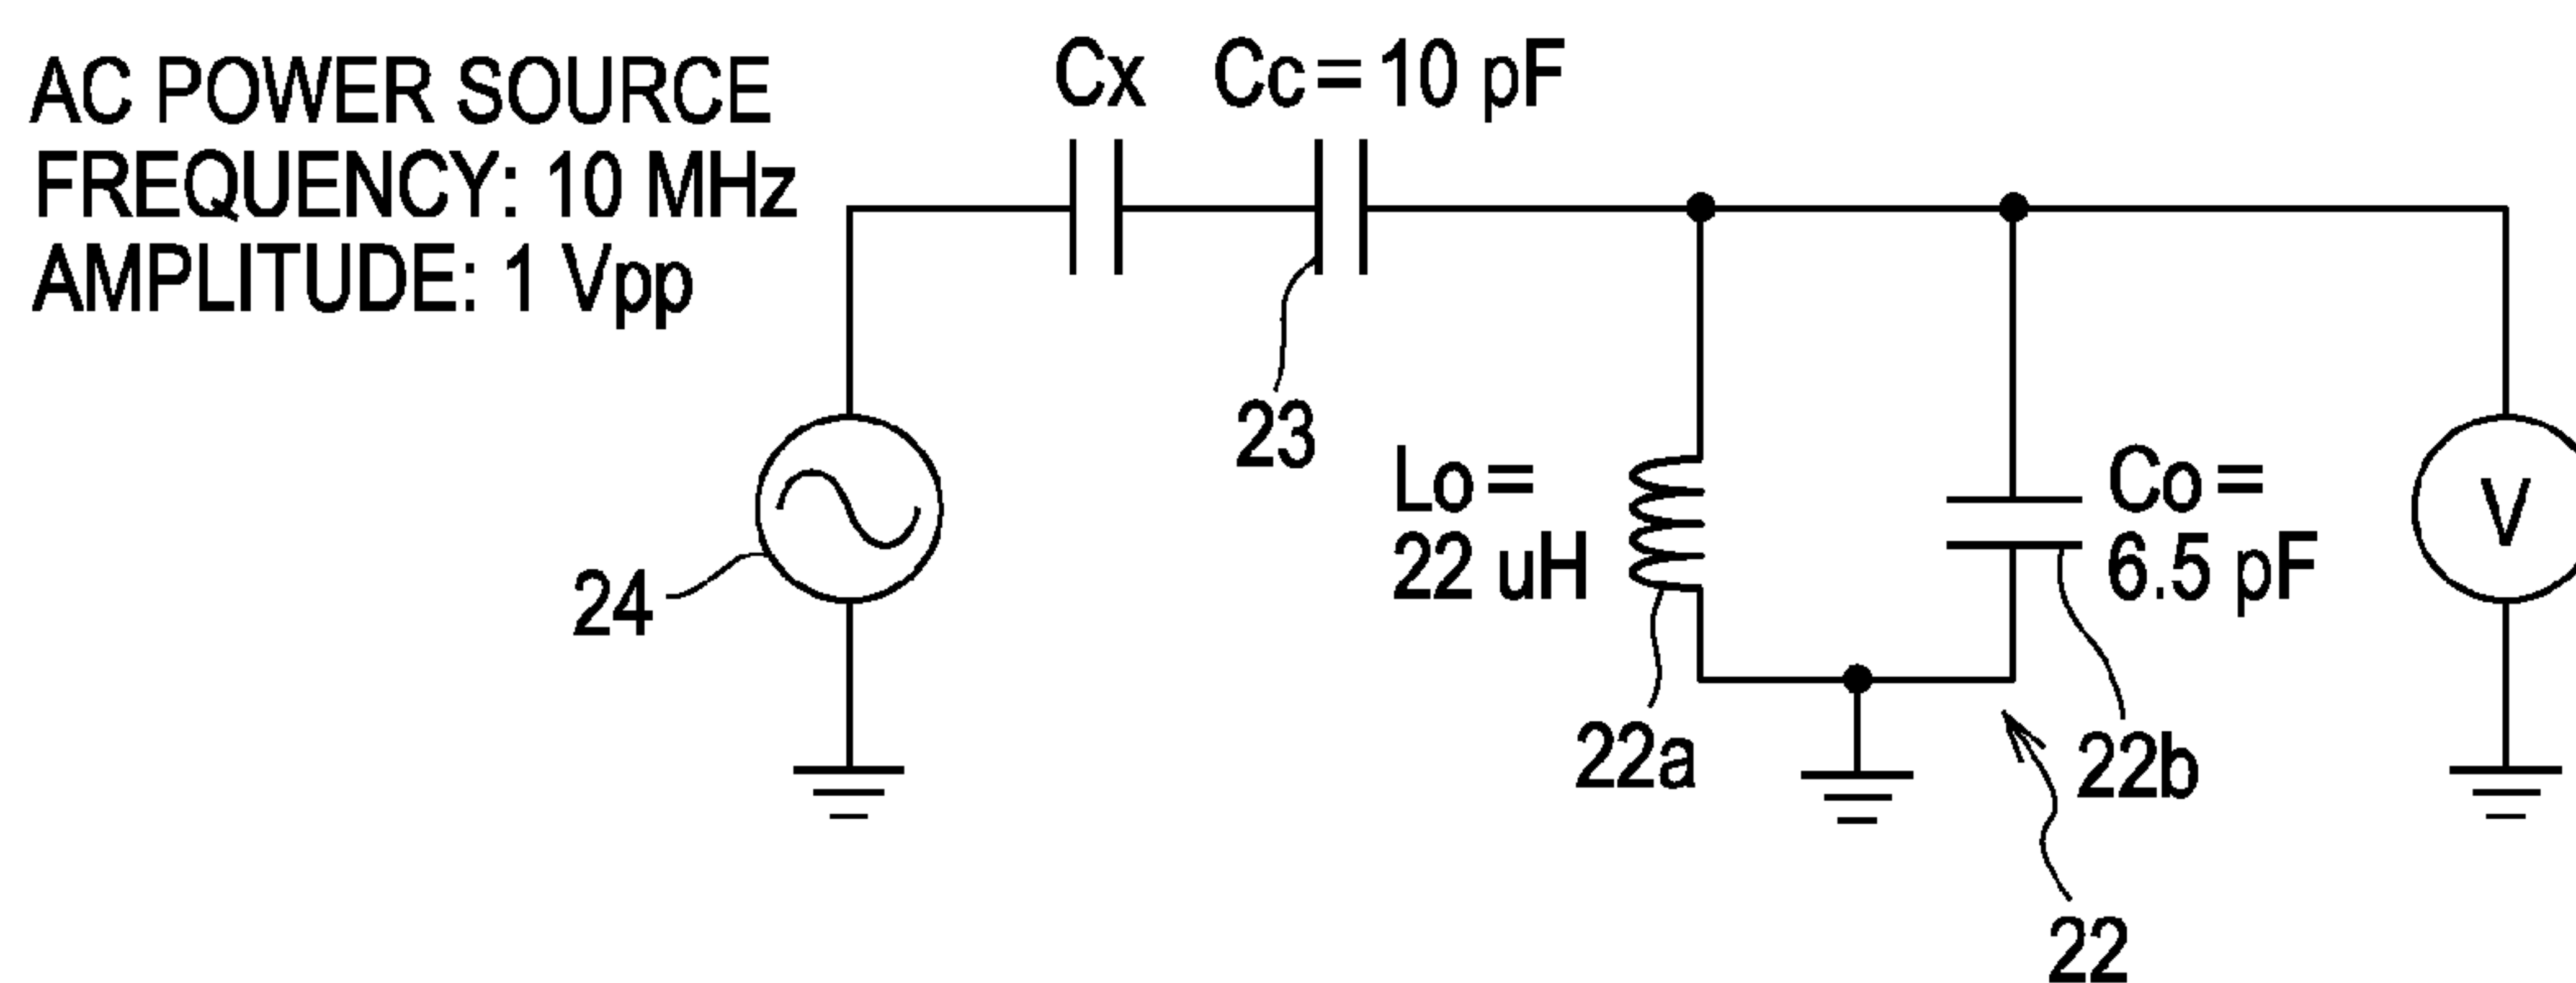 AC POWER SOURCE
FREQUENCY: 10 MHz
AMPLITUDE: 1 Vpp
Cx
Cc = 10 pF
23
24
Lo =
22 uH
22a
Co =
6.5 pF
22b
22
V